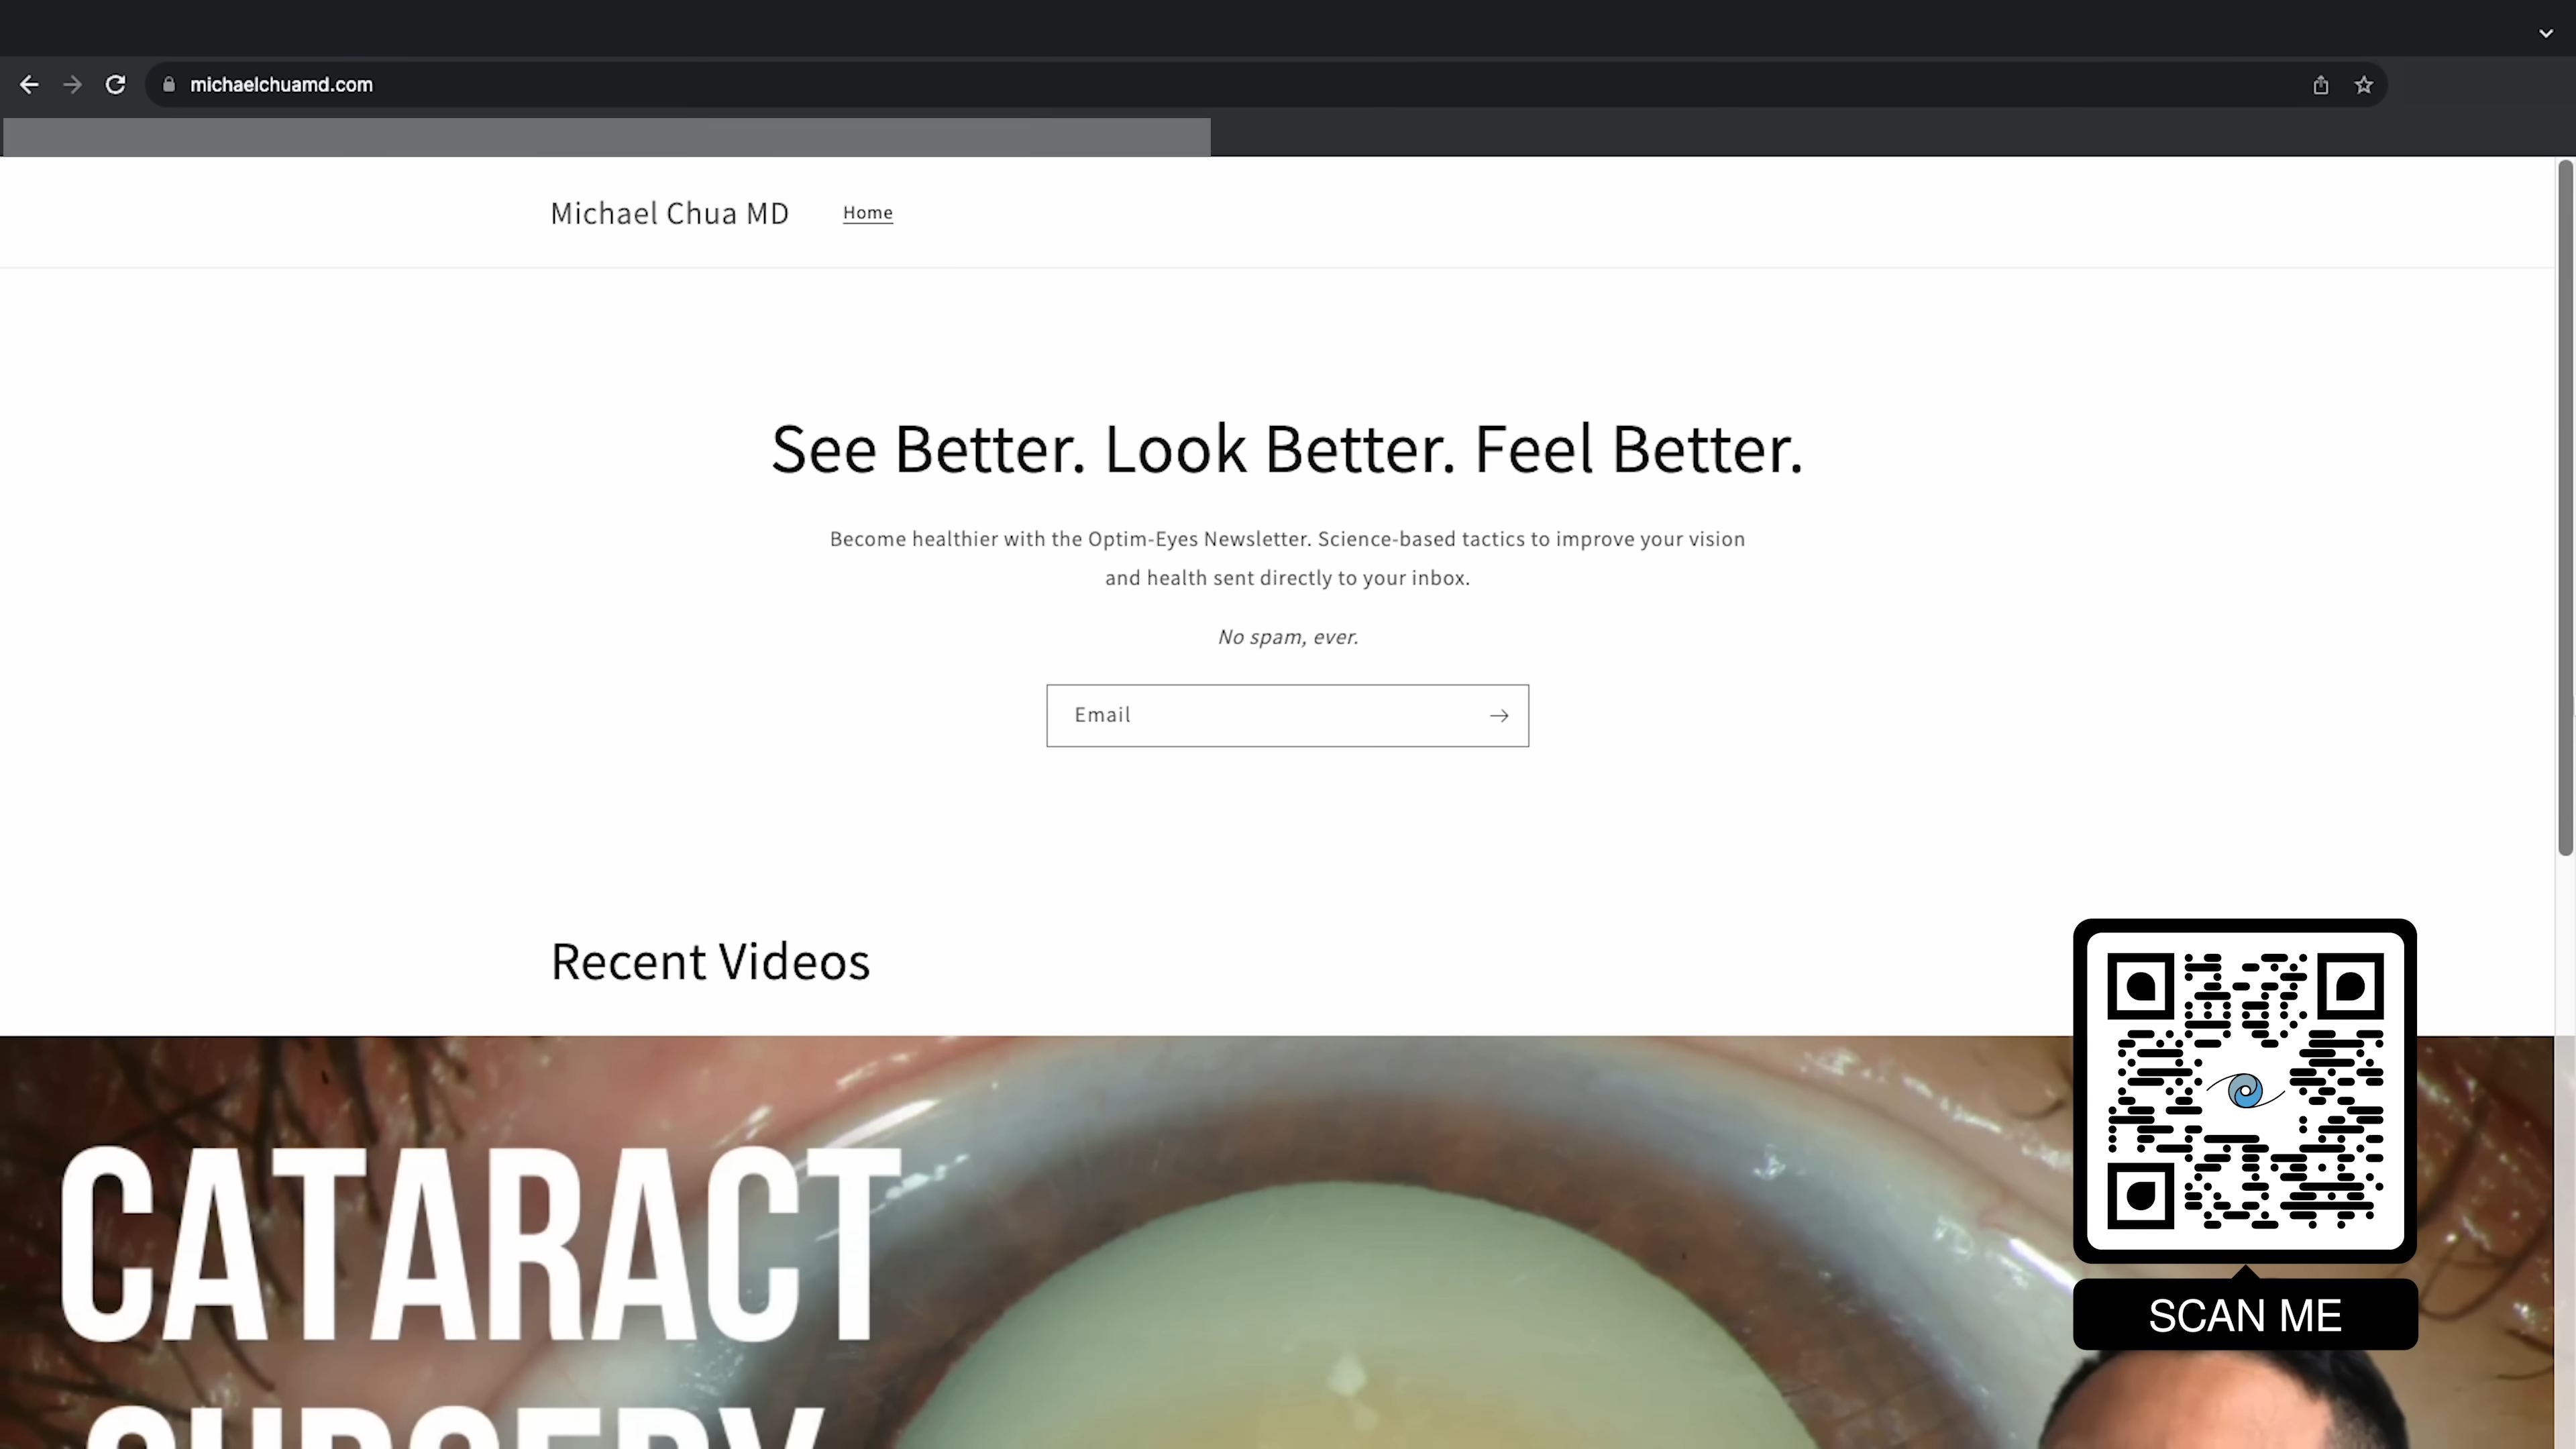 michaelchuamd.com
Michael Chua MD
Home
See Better. Look Better. Feel Better.
Become healthier with the Optim-Eyes Newsletter. Science-based tactics to improve your vision
and health sent directly to your inbox.
No spam, ever.
Email
Recent Videos
CATARACT
SURGERY
SCAN ME